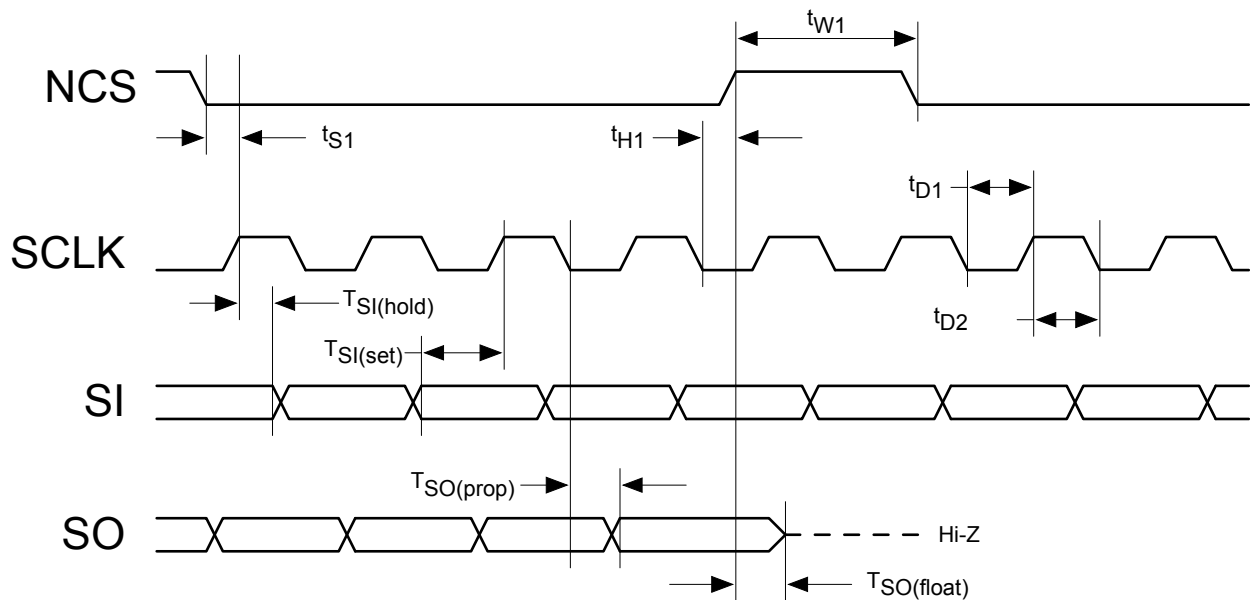 tW1
NCS
tS1
tH1
tD1
SCLK
TSI(hold)
tD2
TSI(set)
SI
TSO(prop)
SO
Hi-Z
TSO(float)